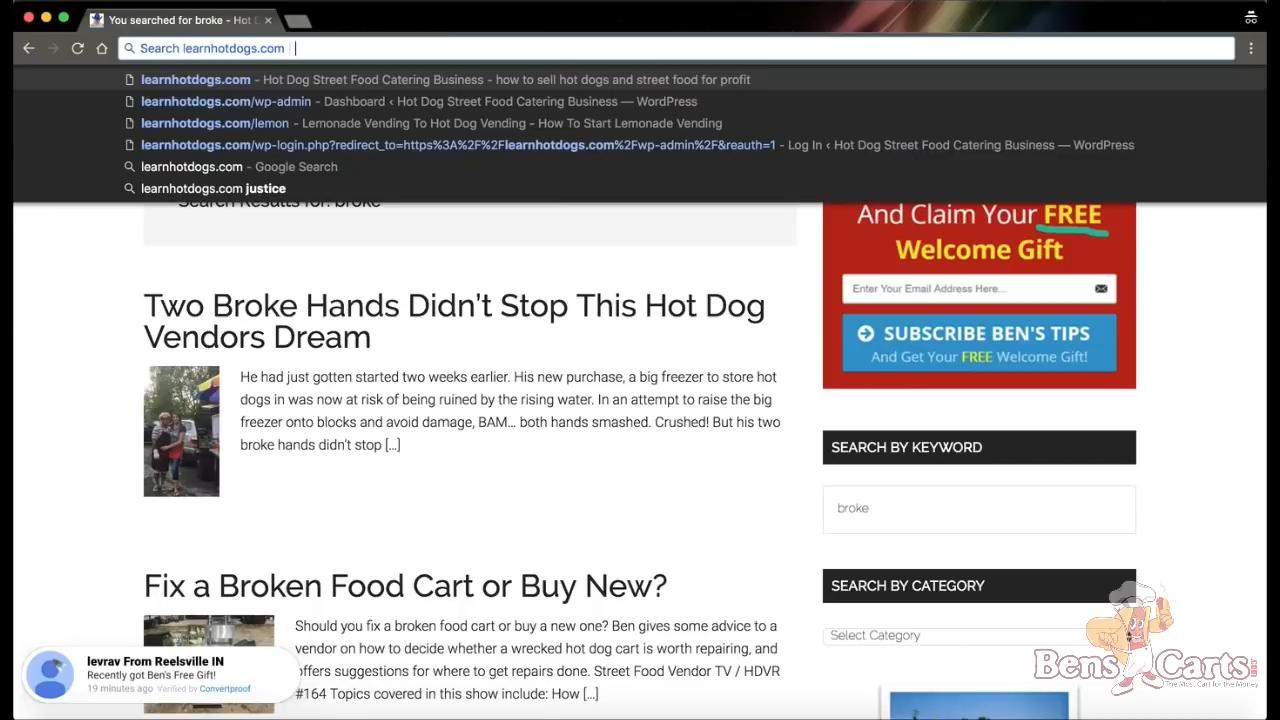 You searched for broke - Hot D
Search learnhotdogs.com
learnhotdogs.com - Hot Dog Street Food Catering Business - how to sell hot dogs and street food for profit
learnhotdogs.com/wp-admin - Dashboard ‹ Hot Dog Street Food Catering Business — WordPress
learnhotdogs.com/lemon - Lemonade Vending To Hot Dog Vending - How To Start Lemonade Vending
learnhotdogs.com/wp-login.php?redirect_to=https%3A%2F%2Flearnhotdogs.com%2Fwp-admin%2F&reauth=1 - Log In ‹ Hot Dog Street Food Catering Business — WordPress
learnhotdogs.com - Google Search
learnhotdogs.com justice
Search Results for: broke
Two Broke Hands Didn't Stop This Hot Dog
Vendors Dream
He had just gotten started two weeks earlier. His new purchase, a big freezer to store hot
dogs in was now at risk of being ruined by the rising water. In an attempt to raise the big
freezer onto blocks and avoid damage, BAM... both hands smashed. Crushed! But his two
broke hands didn't stop [...]
Fix a Broken Food Cart or Buy New?
Should you fix a broken food cart or buy a new one? Ben gives some advice to a
vendor on how to decide whether a wrecked hot dog cart is worth repairing, and
offers suggestions for where to get repairs done. Street Food Vendor TV / HDVR
#164 Topics covered in this show include: How [...]
And Claim Your FREE
Welcome Gift
Enter Your Email Address Here...
SUBSCRIBE BEN'S TIPS
And Get Your FREE Welcome Gift!
SEARCH BY KEYWORD
broke
SEARCH BY CATEGORY
Select Category
levrav From Reelsville IN
Recently got Ben's Free Gift!
19 minutes ago Verified by Convertproof
BENS CARTS
The Most Cart for the Money